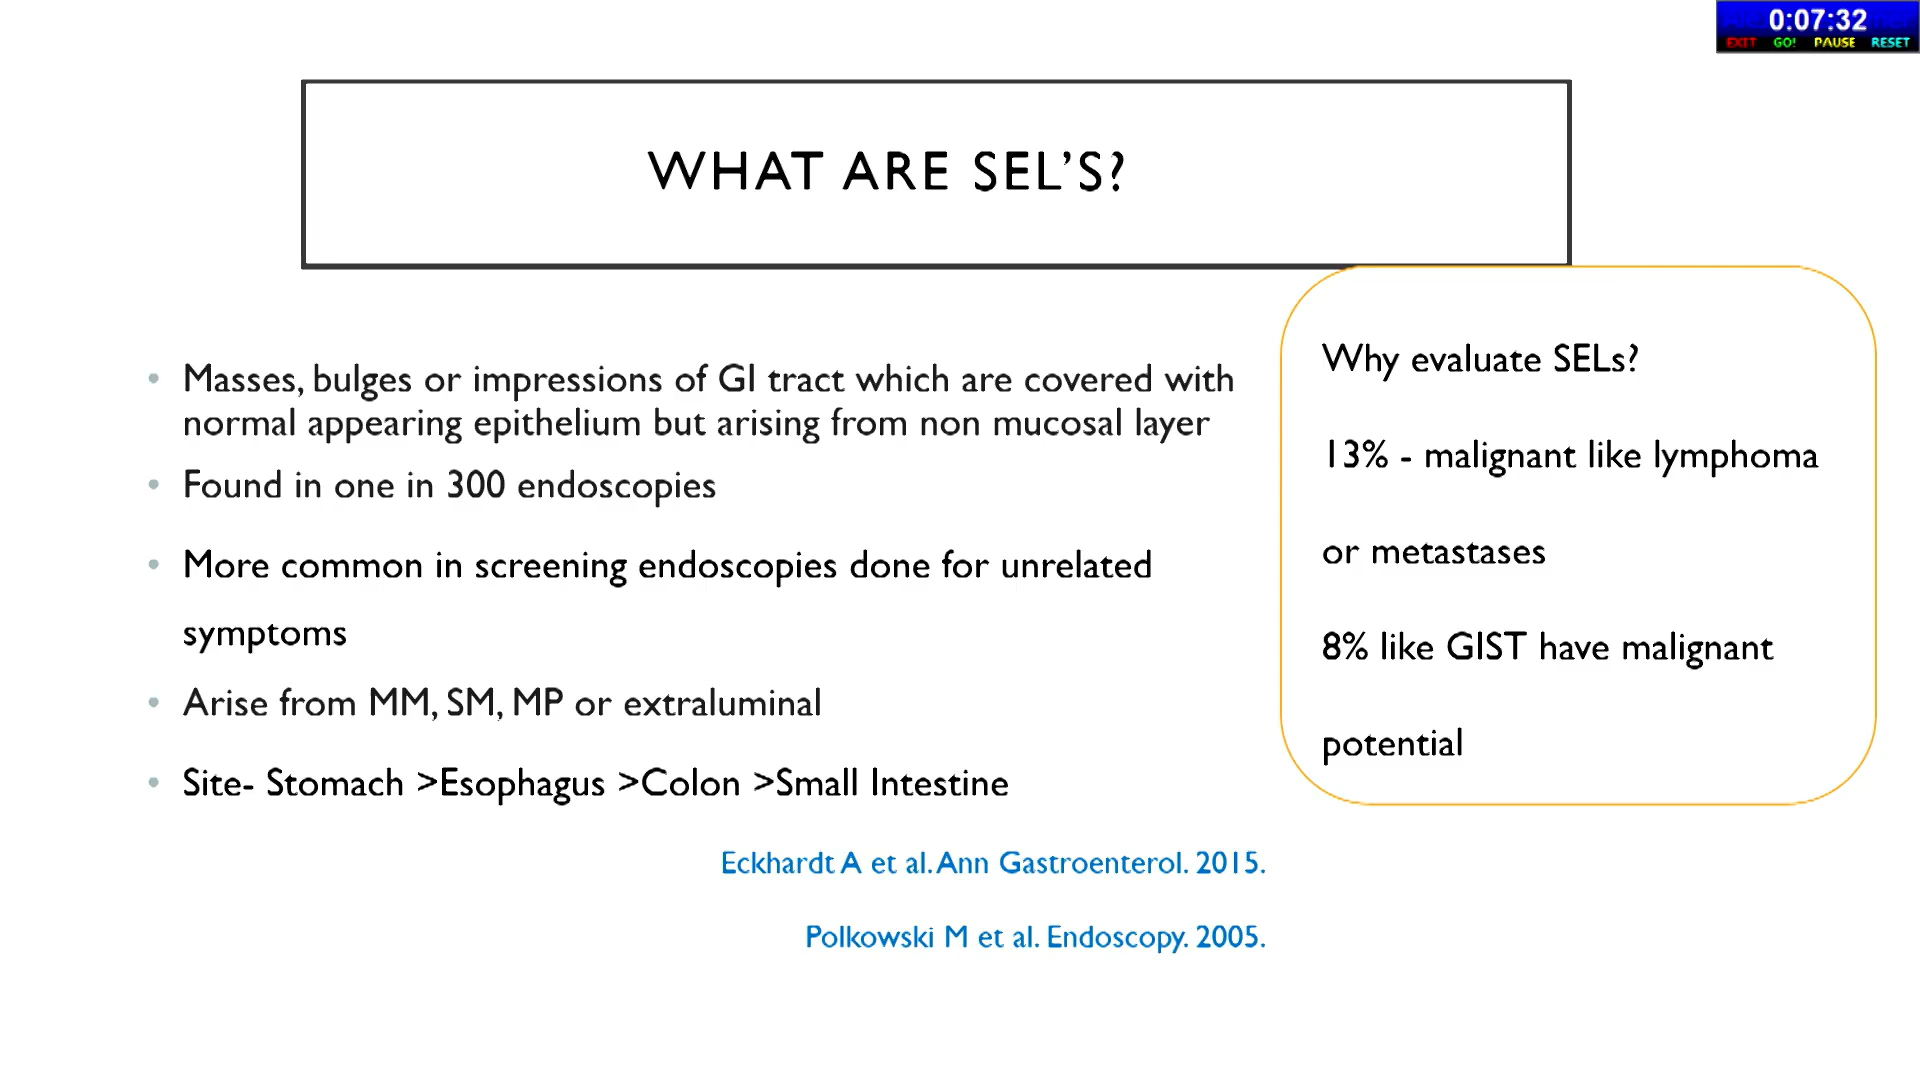 0:07:32
EXIT GO! PAUSE RESET
WHAT ARE SEL’S?
• Masses, bulges or impressions of GI tract which are covered with
normal appearing epithelium but arising from non mucosal layer
• Found in one in 300 endoscopies
• More common in screening endoscopies done for unrelated
symptoms
• Arise from MM, SM, MP or extraluminal
• Site- Stomach >Esophagus >Colon >Small Intestine
Eckhardt A et al. Ann Gastroenterol. 2015.
Polkowski M et al. Endoscopy. 2005.
Why evaluate SELs?
13% - malignant like lymphoma
or metastases
8% like GIST have malignant
potential